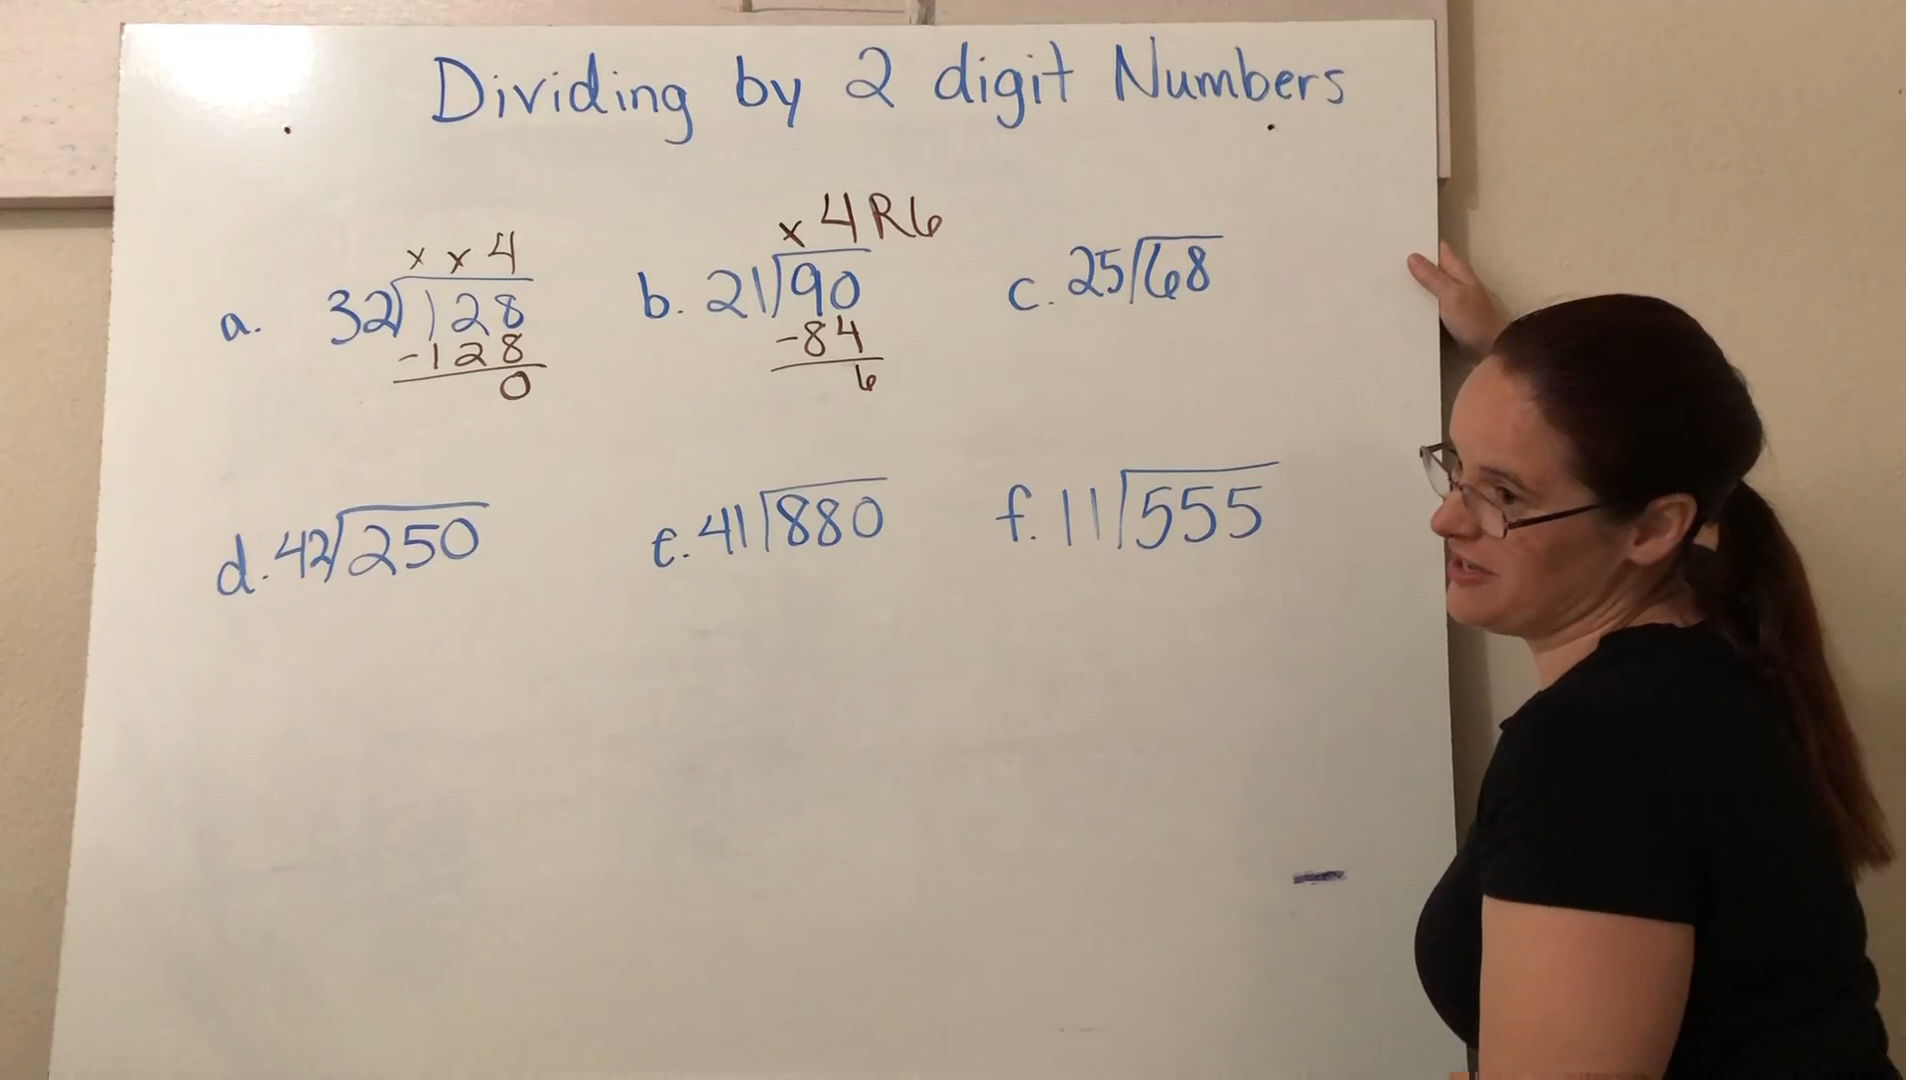 Dividing by 2 digit Numbers
x x 4
a. 32)128
-128
0
x 4 R6
b. 21)90
-84
6
c. 25)68
d. 42)250
e. 41)880
f. 11)555